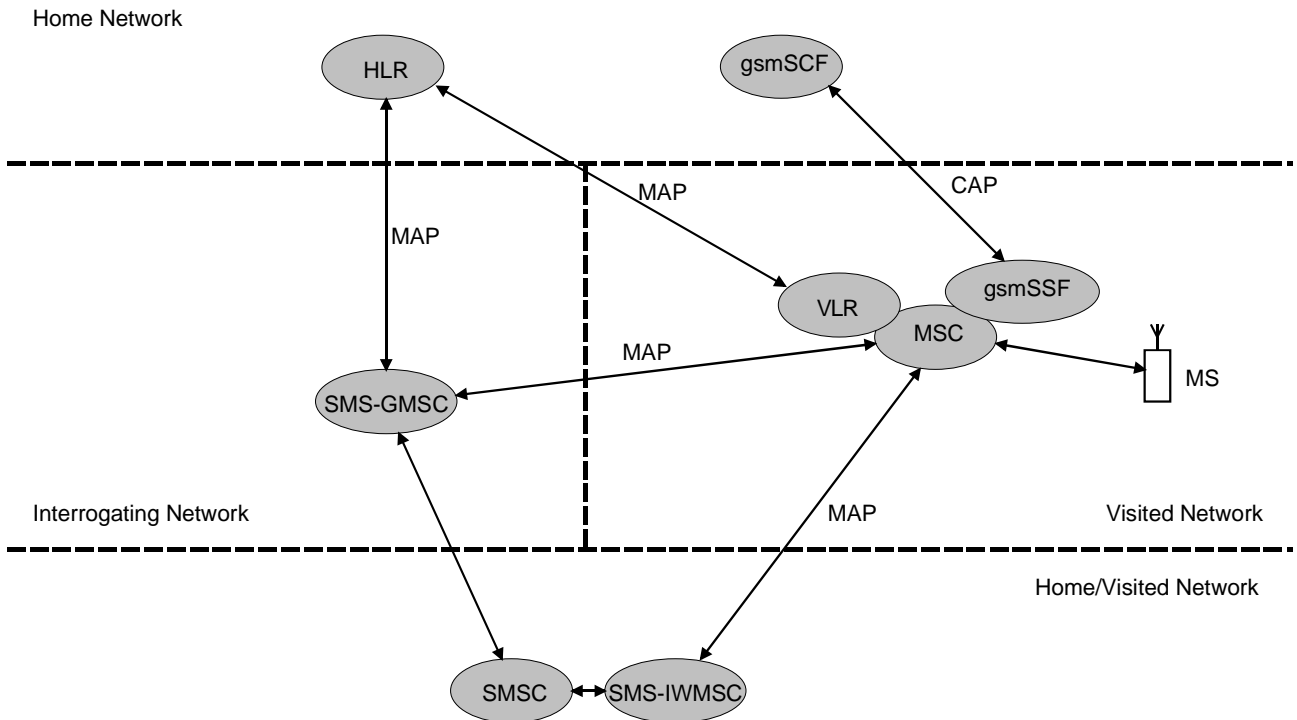 Home Network
HLR
gsmSCF
MAP
CAP
MAP
gsmSSF
VLR
MSC
MAP
MS
SMS-GMSC
Interrogating Network
MAP
Visited Network
Home/Visited Network
SMSC
SMS-IWMSC